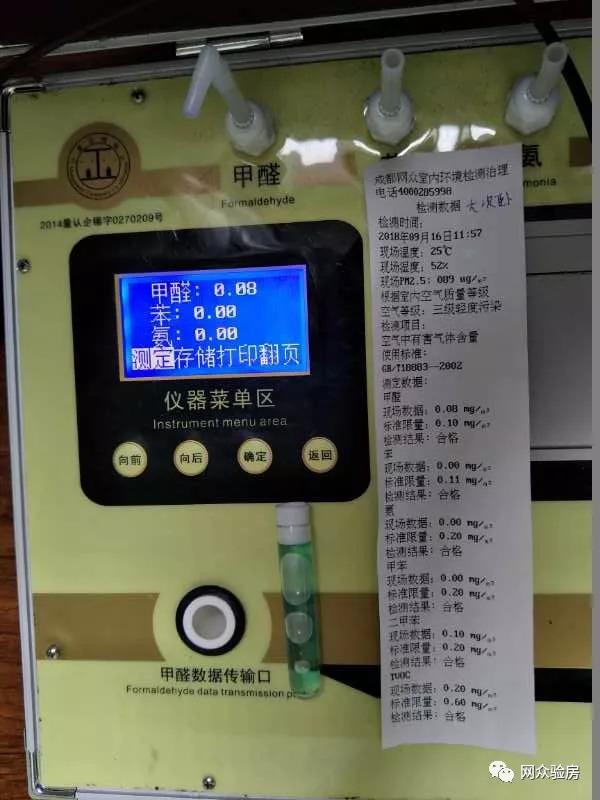 甲醛
Formaldehyde
氨
monia
2014量认企桶字0270209号
甲醛: 0.08
苯: 0.00
氨: 0.00
测定存储打印翻页
仪器菜单区
Instrument menu area
向前
向后
确定
返回
甲醛数据传输口
Formaldehyde data transmission p
成都网众室内环境检测治理
电话4000285998
检测数据
检测时间:
2018年09月16日11:57
现场温度: 25℃
现场湿度: 52%
现场PM2.5: 089 ug/m3
根据室内空气质量等级
空气等级: 三级轻度污染
检测项目:
空气中有害气体含量
使用标准:
GB/T18883--2002
测定数据:
甲醛
现场数据: 0.08 mg/m3
标准限量: 0.10 mg/m3
检测结果: 合格
苯
现场数据: 0.00 mg/m3
标准限量: 0.11 mg/m3
检测结果: 合格
氨
现场数据: 0.00 mg/m3
标准限量: 0.20 mg/m3
检测结果: 合格
甲苯
现场数据: 0.00 mg/m3
标准限量: 0.20 mg/m3
检测结果: 合格
二甲苯
现场数据: 0.10 mg/m3
标准限量: 0.20 mg/m3
检测结果: 合格
TVOC
现场数据: 0.20 mg/m3
标准限量: 0.60 mg/m3
检测结果: 合格
网众验房